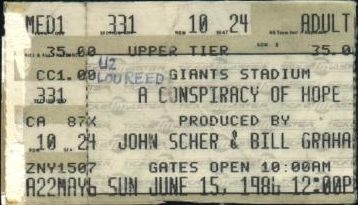 MED1 331 10 24 ADULT
35.00 UPPER TIER 35.0
CC1.00 U2 GIANTS STADIUM
LOU REED
331 A CONSPIRACY OF HOPE
CA 87X PRODUCED BY
10 24 JOHN SCHER & BILL GRAHA
ZNY1507 GATES OPEN 10:00AM
A22MAY6 SUN JUNE 15, 1986 12:00P